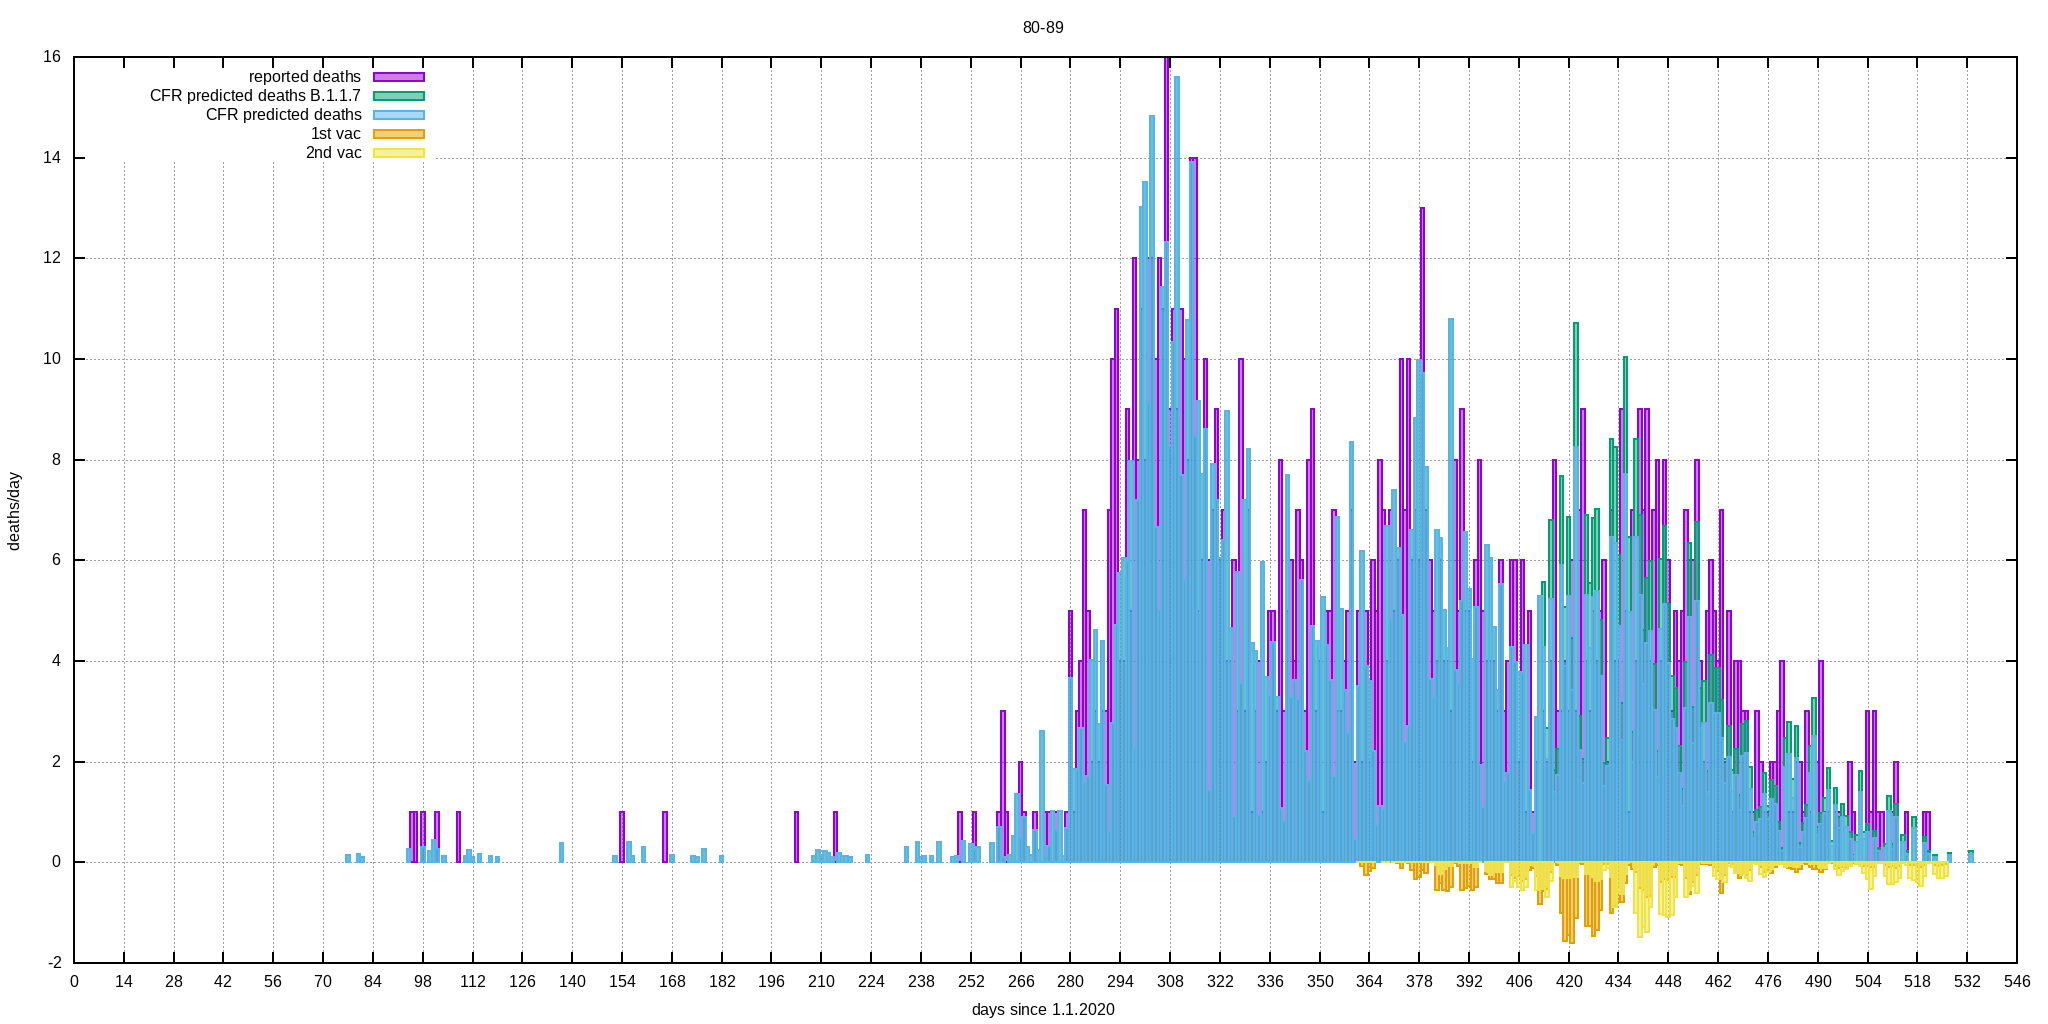 80-89
16
14
12
10
8
6
4
2
0
-2
reported deaths
CFR predicted deaths B.1.1.7
CFR predicted deaths
1st vac
2nd vac
deaths/day
0 14 28 42 56 70 84 98 112 126 140 154 168 182 196 210 224 238 252 266 280 294 308 322 336 350 364 378 392 406 420 434 448 462 476 490 504 518 532 546
days since 1.1.2020